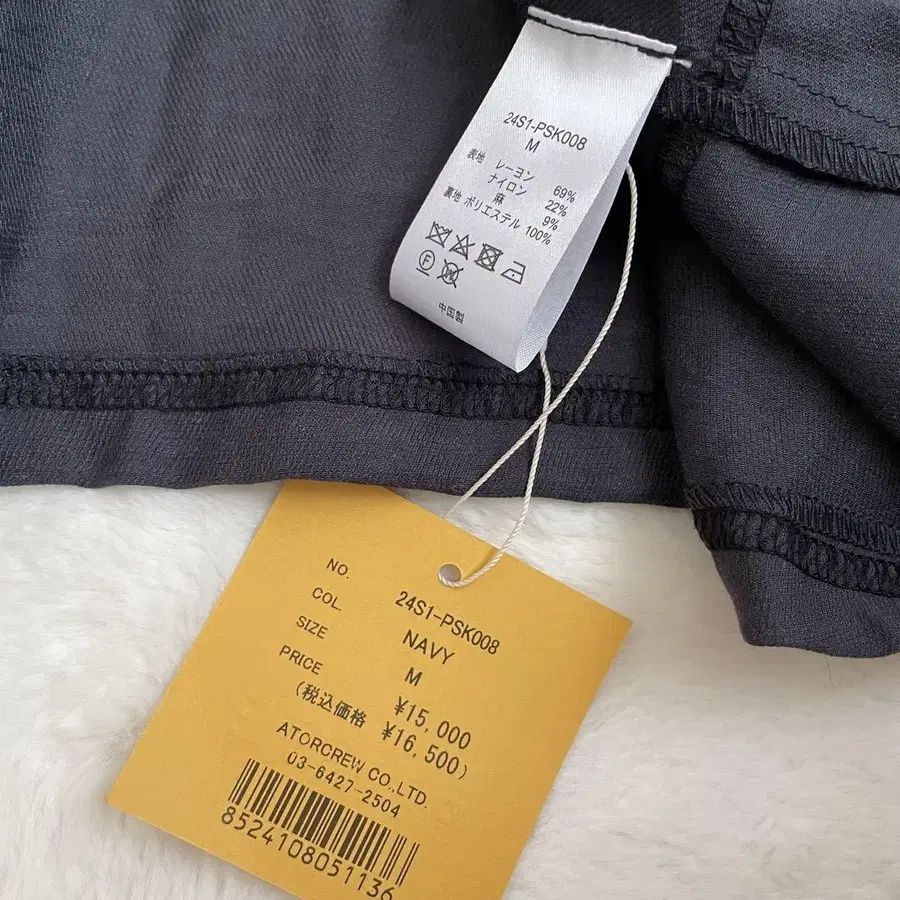 24S1-PSK008
M
表地 レーヨン 69%
ナイロン 22%
麻 9%
裏地 ポリエステル 100%
F
W
中国製
NO. 24S1-PSK008
COL. NAVY
SIZE M
PRICE ¥15,000
(税込価格 ¥16,500)
ATORCREW CO.,LTD.
03-6427-2504
8524108051136